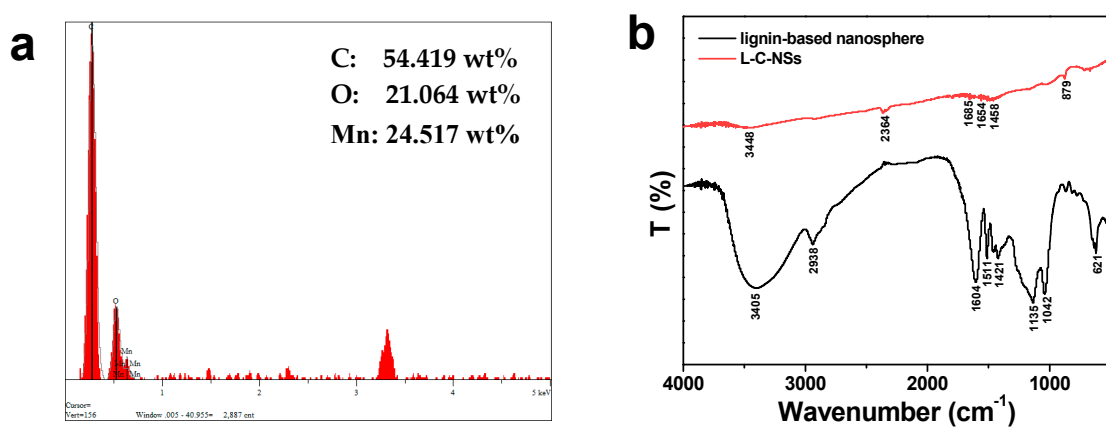 a
C
C: 54.419 wt%
O: 21.064 wt%
Mn: 24.517 wt%
O
Mn
Mn
Mn
1
2
3
4
5 keV
Cursor=
Vert=156 Window .005 - 40.955= 2,887 cnt
b
lignin-based nanosphere
L-C-NSs
3448
2364
1685
1654
1458
879
3405
2938
1604
1511
1421
1135
1042
621
T (%)
4000
3000
2000
1000
Wavenumber (cm⁻¹)